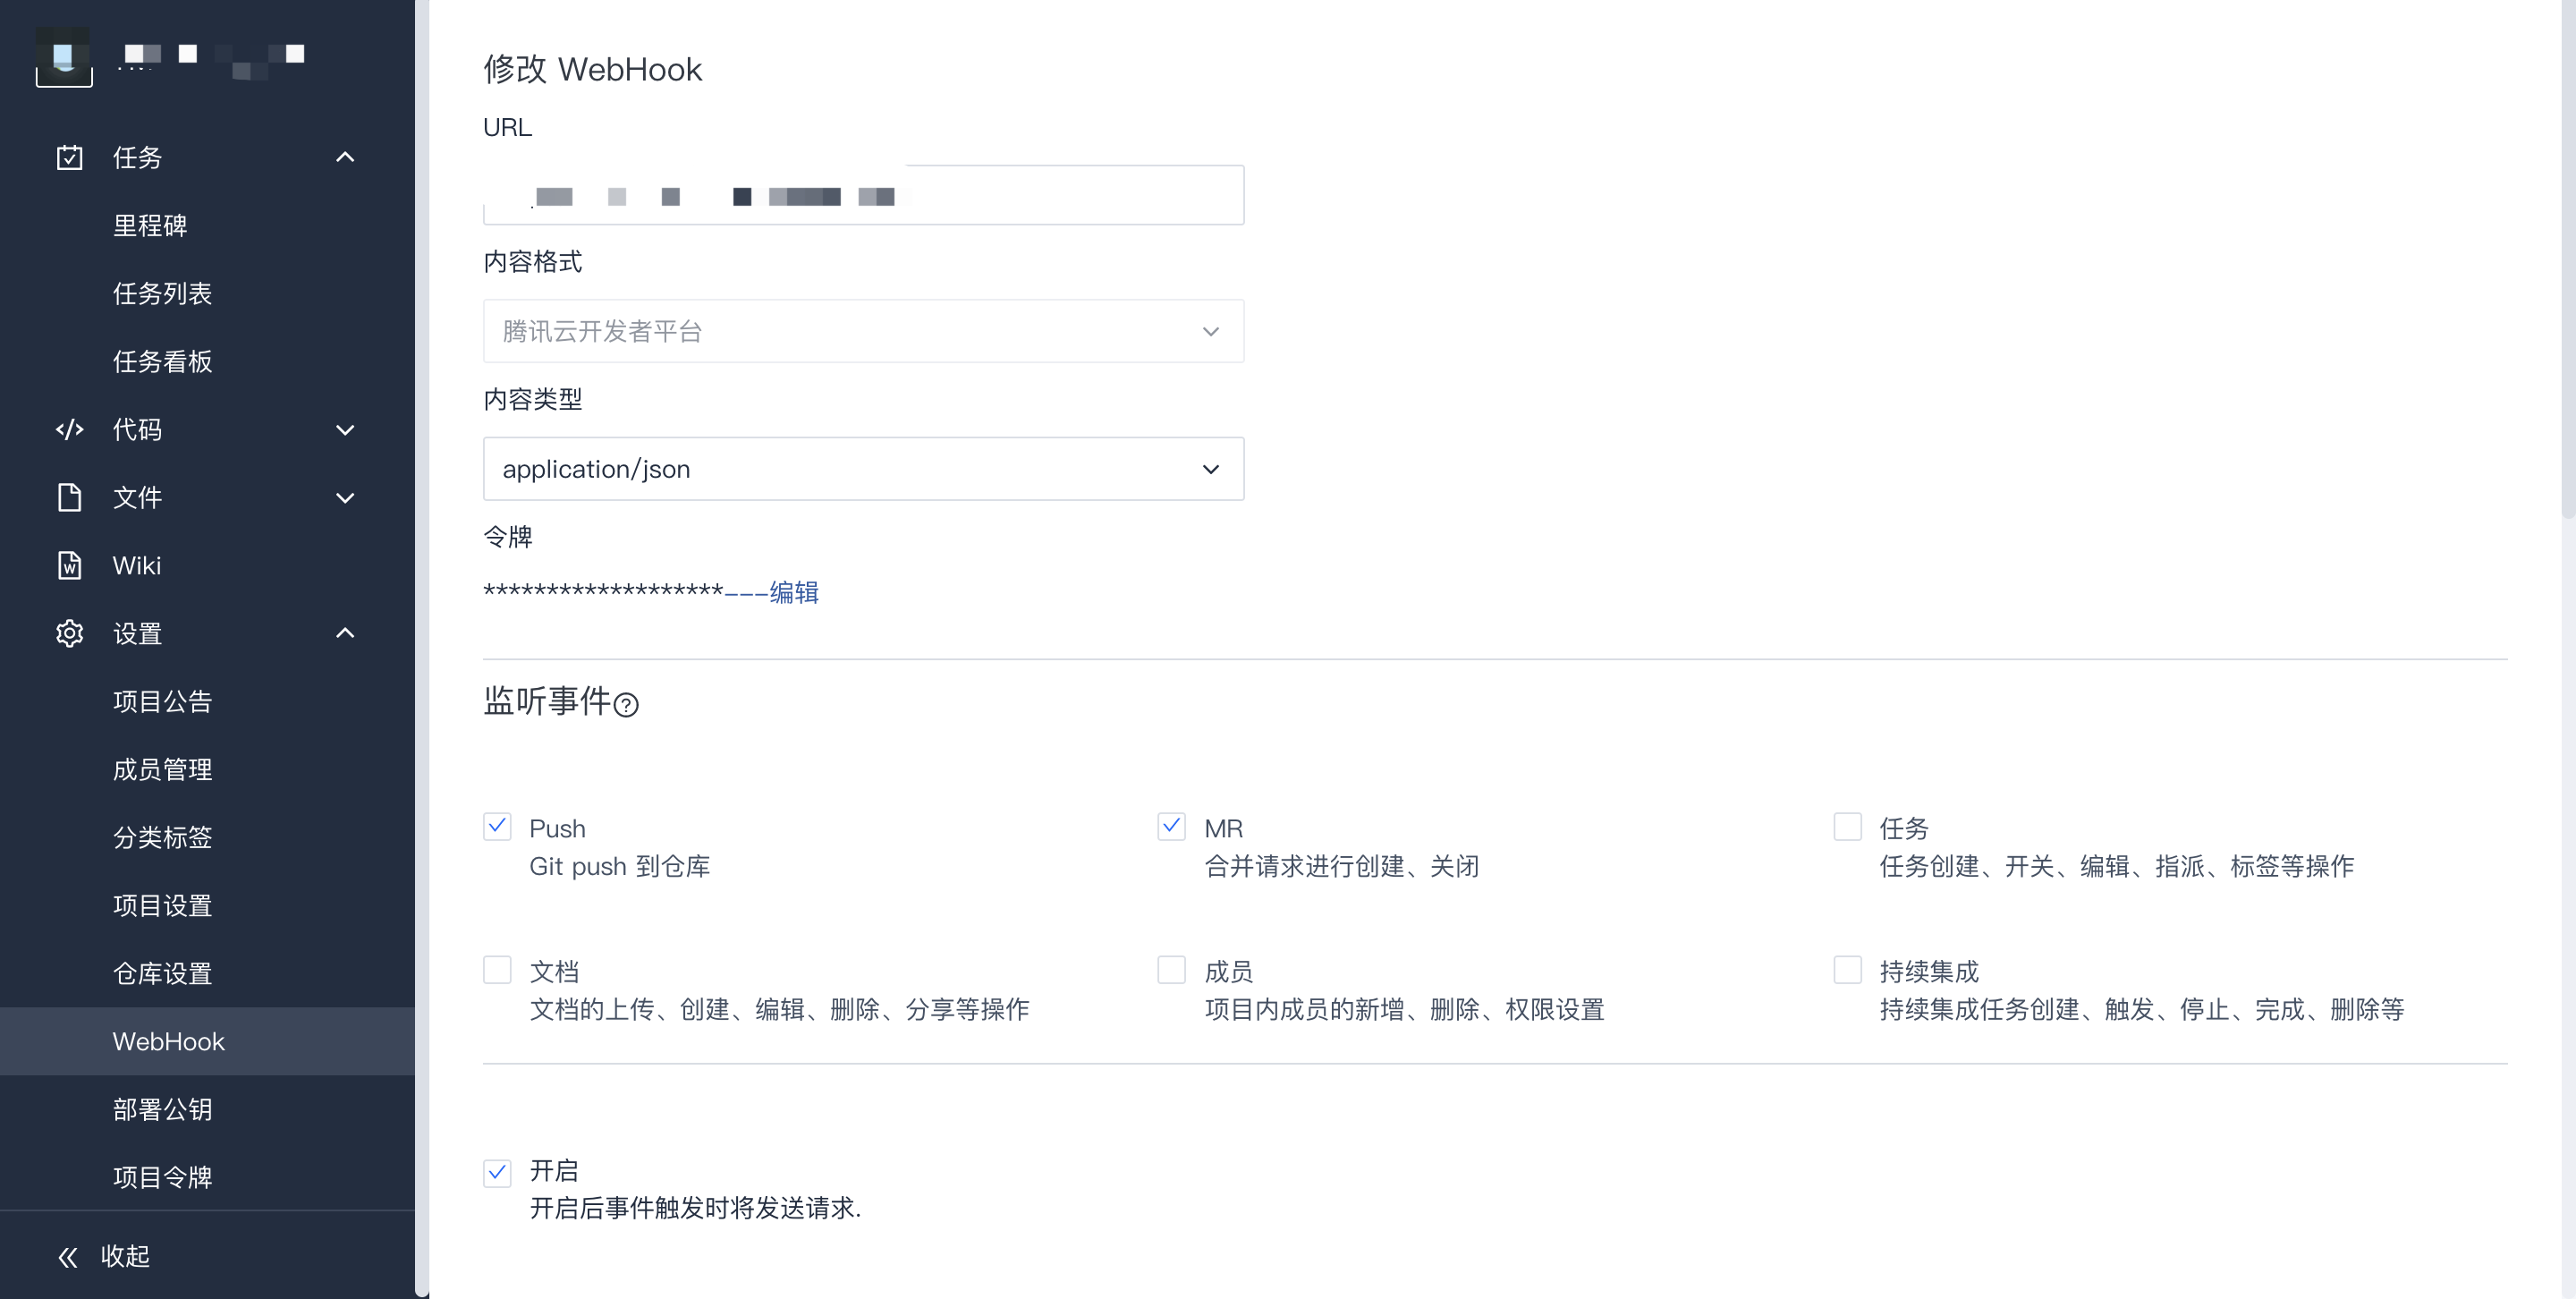 任务
里程碑
任务列表
任务看板
代码
文件
Wiki
设置
项目公告
成员管理
分类标签
项目设置
仓库设置
WebHook
部署公钥
项目令牌
收起
修改 WebHook
URL
内容格式
腾讯云开发者平台
内容类型
application/json
令牌
*******************---编辑
监听事件?
Push
Git push 到仓库
MR
合并请求进行创建、关闭
任务
任务创建、开关、编辑、指派、标签等操作
文档
文档的上传、创建、编辑、删除、分享等操作
成员
项目内成员的新增、删除、权限设置
持续集成
持续集成任务创建、触发、停止、完成、删除等
开启
开启后事件触发时将发送请求.